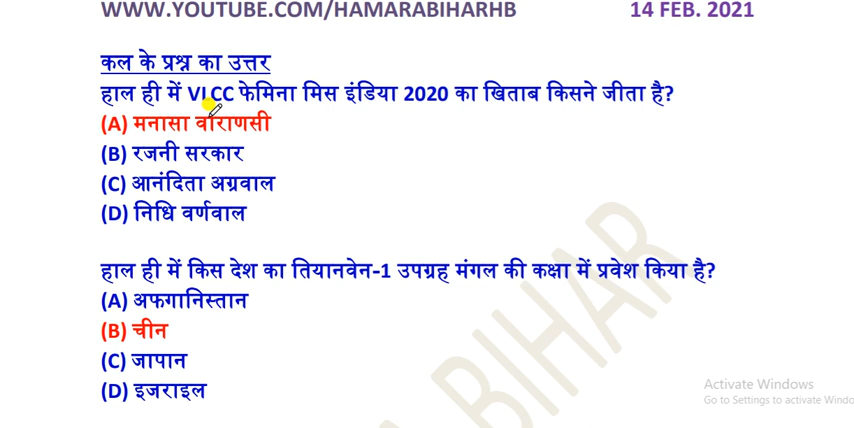 WWW.YOUTUBE.COM/HAMARABIHARHB 14 FEB. 2021
कल के प्रश्न का उत्तर
हाल ही में VLCC फेमिना मिस इंडिया 2020 का खिताब किसने जीता है?
(A) मनासा वाराणसी
(B) रजनी सरकार
(C) आनंदिता अग्रवाल
(D) निधि वर्णवाल
हाल ही में किस देश का तियानवेन-1 उपग्रह मंगल की कक्षा में प्रवेश किया है?
(A) अफगानिस्तान
(B) चीन
(C) जापान
(D) इजराइल
A BIHAR
Activate Windows
Go to Settings to activate Windo